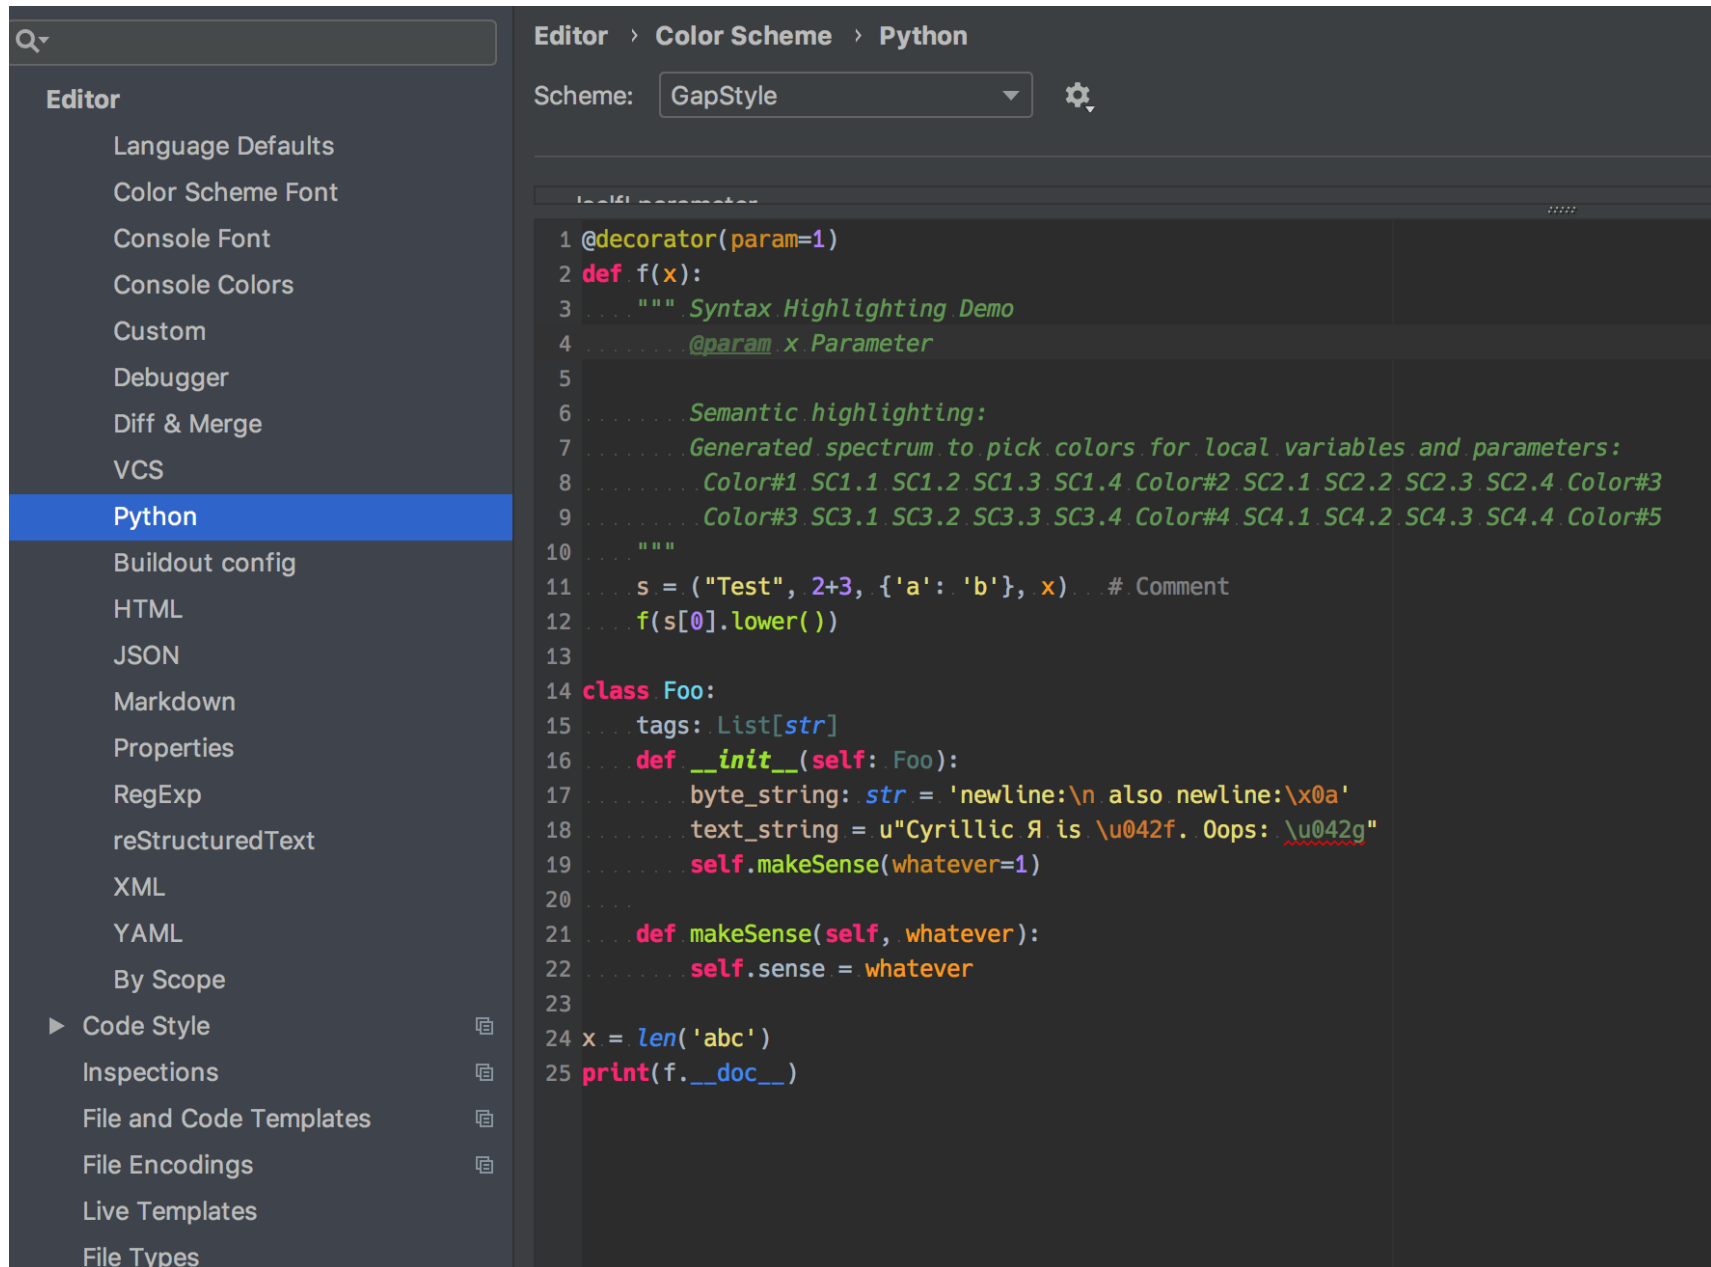 Editor
Language Defaults
Color Scheme Font
Console Font
Console Colors
Custom
Debugger
Diff & Merge
VCS
Python
Buildout config
HTML
JSON
Markdown
Properties
RegExp
reStructuredText
XML
YAML
By Scope
Code Style
Inspections
File and Code Templates
File Encodings
Live Templates
File Types
Editor › Color Scheme › Python
Scheme: GapStyle
1 @decorator(param=1)
2 def f(x):
3     """ Syntax Highlighting Demo
4         @param x Parameter
5
6         Semantic highlighting:
7         Generated spectrum to pick colors for local variables and parameters:
8          Color#1 SC1.1 SC1.2 SC1.3 SC1.4 Color#2 SC2.1 SC2.2 SC2.3 SC2.4 Color#3
9          Color#3 SC3.1 SC3.2 SC3.3 SC3.4 Color#4 SC4.1 SC4.2 SC4.3 SC4.4 Color#5
10     """
11     s = ("Test", 2+3, {'a': 'b'}, x)   # Comment
12     f(s[0].lower())
13
14 class Foo:
15     tags: List[str]
16     def __init__(self: Foo):
17         byte_string: str = 'newline:\n also newline:\x0a'
18         text_string = u"Cyrillic Я is \u042f. Oops: \u042g"
19         self.makeSense(whatever=1)
20
21     def makeSense(self, whatever):
22         self.sense = whatever
23
24 x = len('abc')
25 print(f.__doc__)